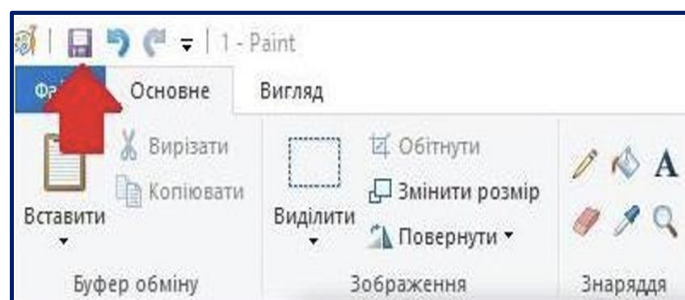 1 - Paint
Основне Вигляд
Вирізати
Копіювати
Вставити
Буфер обміну
Виділити
Обітнути
Змінити розмір
Повернути
Зображення
A
Знаряддя